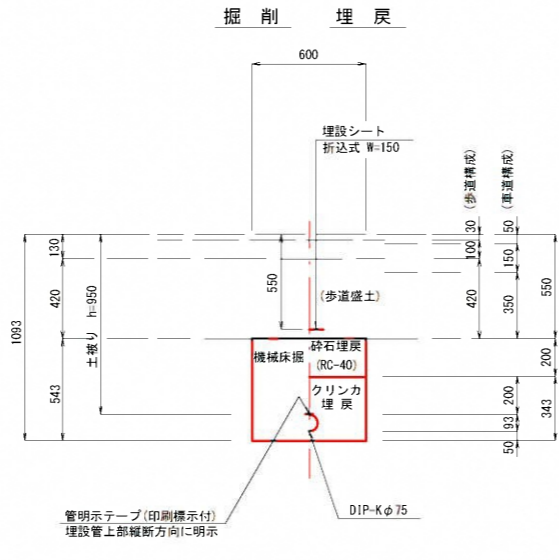 掘削 埋戻
600
埋設シート
折込式 W=150
(歩道構成)
(車道構成)
30
50
130
100
150
550
420
土被り h=950
550
(歩道盛土)
420
350
1093
機械床掘
砕石埋戻
(RC-40)
200
543
クリンカ
埋戻
200
343
93
50
管明示テープ(印刷標示付)
埋設管上部縦断方向に明示
DIP-Kφ75